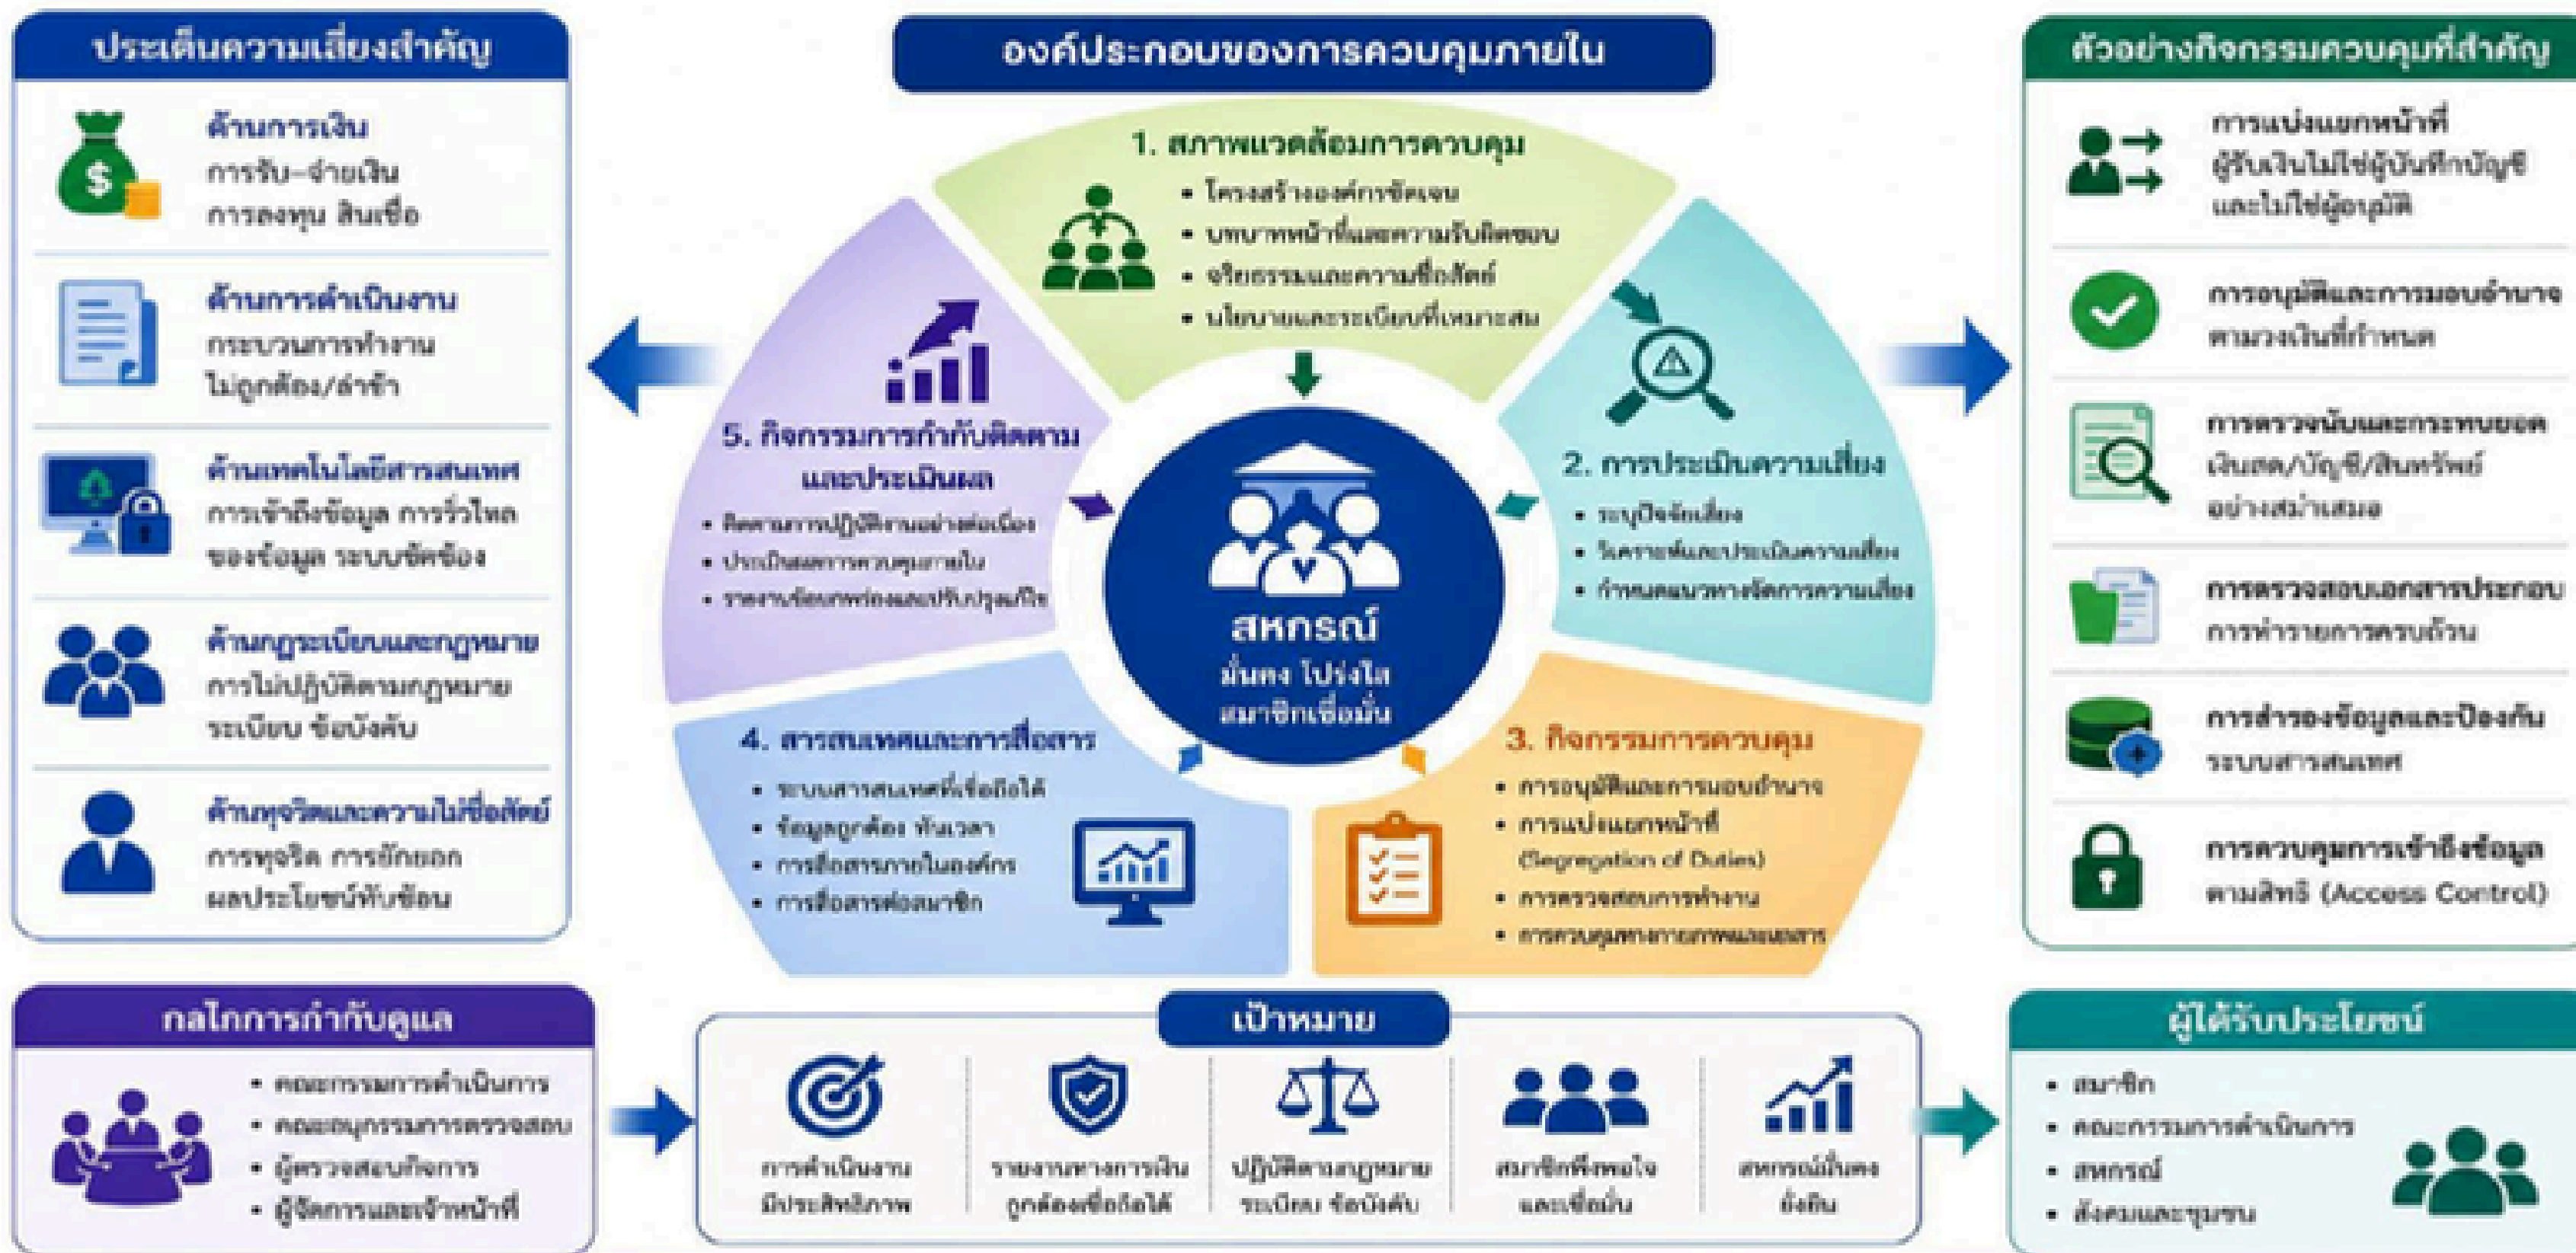 ประเด็นความเสี่ยงสำคัญ
ด้านการเงิน
การรับ–จ่ายเงิน
การลงทุน สินเชื่อ
ด้านการดำเนินงาน
กระบวนการทำงาน
ไม่ถูกต้อง/ล่าช้า
ด้านเทคโนโลยีสารสนเทศ
การเข้าถึงข้อมูล การรั่วไหล
ของข้อมูล ระบบขัดข้อง
ด้านกฎระเบียบและกฎหมาย
การไม่ปฏิบัติตามกฎหมาย
ระเบียบ ข้อบังคับ
ด้านทุจริตและความไม่ซื่อสัตย์
การทุจริต การยักยอก
ผลประโยชน์ทับซ้อน
องค์ประกอบของการควบคุมภายใน
1. สภาพแวดล้อมการควบคุม
• โครงสร้างองค์กรชัดเจน
• บทบาทหน้าที่และความรับผิดชอบ
• จริยธรรมและความซื่อสัตย์
• นโยบายและระเบียบที่เหมาะสม
2. การประเมินความเสี่ยง
• ระบุปัจจัยเสี่ยง
• วิเคราะห์และประเมินความเสี่ยง
• กำหนดแนวทางจัดการความเสี่ยง
3. กิจกรรมการควบคุม
• การอนุมัติและการมอบอำนาจ
• การแบ่งแยกหน้าที่
(Segregation of Duties)
• การตรวจสอบการทำงาน
• การควบคุมทางกายภาพและเอกสาร
4. สารสนเทศและการสื่อสาร
• ระบบสารสนเทศที่เชื่อถือได้
• ข้อมูลถูกต้อง ทันเวลา
• การสื่อสารภายในองค์กร
• การสื่อสารต่อสมาชิก
5. กิจกรรมการกำกับติดตาม
และประเมินผล
• ติดตามการปฏิบัติงานอย่างต่อเนื่อง
• ประเมินผลการควบคุมภายใน
• รายงานข้อบกพร่องและปรับปรุงแก้ไข
สหกรณ์
มั่นคง โปร่งใส
สมาชิกเชื่อมั่น
ตัวอย่างกิจกรรมควบคุมที่สำคัญ
การแบ่งแยกหน้าที่
ผู้รับเงินไม่ใช่ผู้บันทึกบัญชี
และไม่ใช่ผู้อนุมัติ
การอนุมัติและการมอบอำนาจ
ตามวงเงินที่กำหนด
การตรวจนับและกระทบยอด
เงินสด/บัญชี/สินทรัพย์
อย่างสม่ำเสมอ
การตรวจสอบเอกสารประกอบ
การทำรายการครบถ้วน
การสำรองข้อมูลและป้องกัน
ระบบสารสนเทศ
การควบคุมการเข้าถึงข้อมูล
ตามสิทธิ (Access Control)
กลไกการกำกับดูแล
• คณะกรรมการดำเนินการ
• คณะอนุกรรมการตรวจสอบ
• ผู้ตรวจสอบกิจการ
• ผู้จัดการและเจ้าหน้าที่
เป้าหมาย
การดำเนินงาน
มีประสิทธิภาพ
รายงานทางการเงิน
ถูกต้องเชื่อถือได้
ปฏิบัติตามกฎหมาย
ระเบียบ ข้อบังคับ
สมาชิกพึงพอใจ
และเชื่อมั่น
สหกรณ์มั่นคง
ยั่งยืน
ผู้ได้รับประโยชน์
• สมาชิก
• คณะกรรมการดำเนินการ
• สหกรณ์
• สังคมและชุมชน